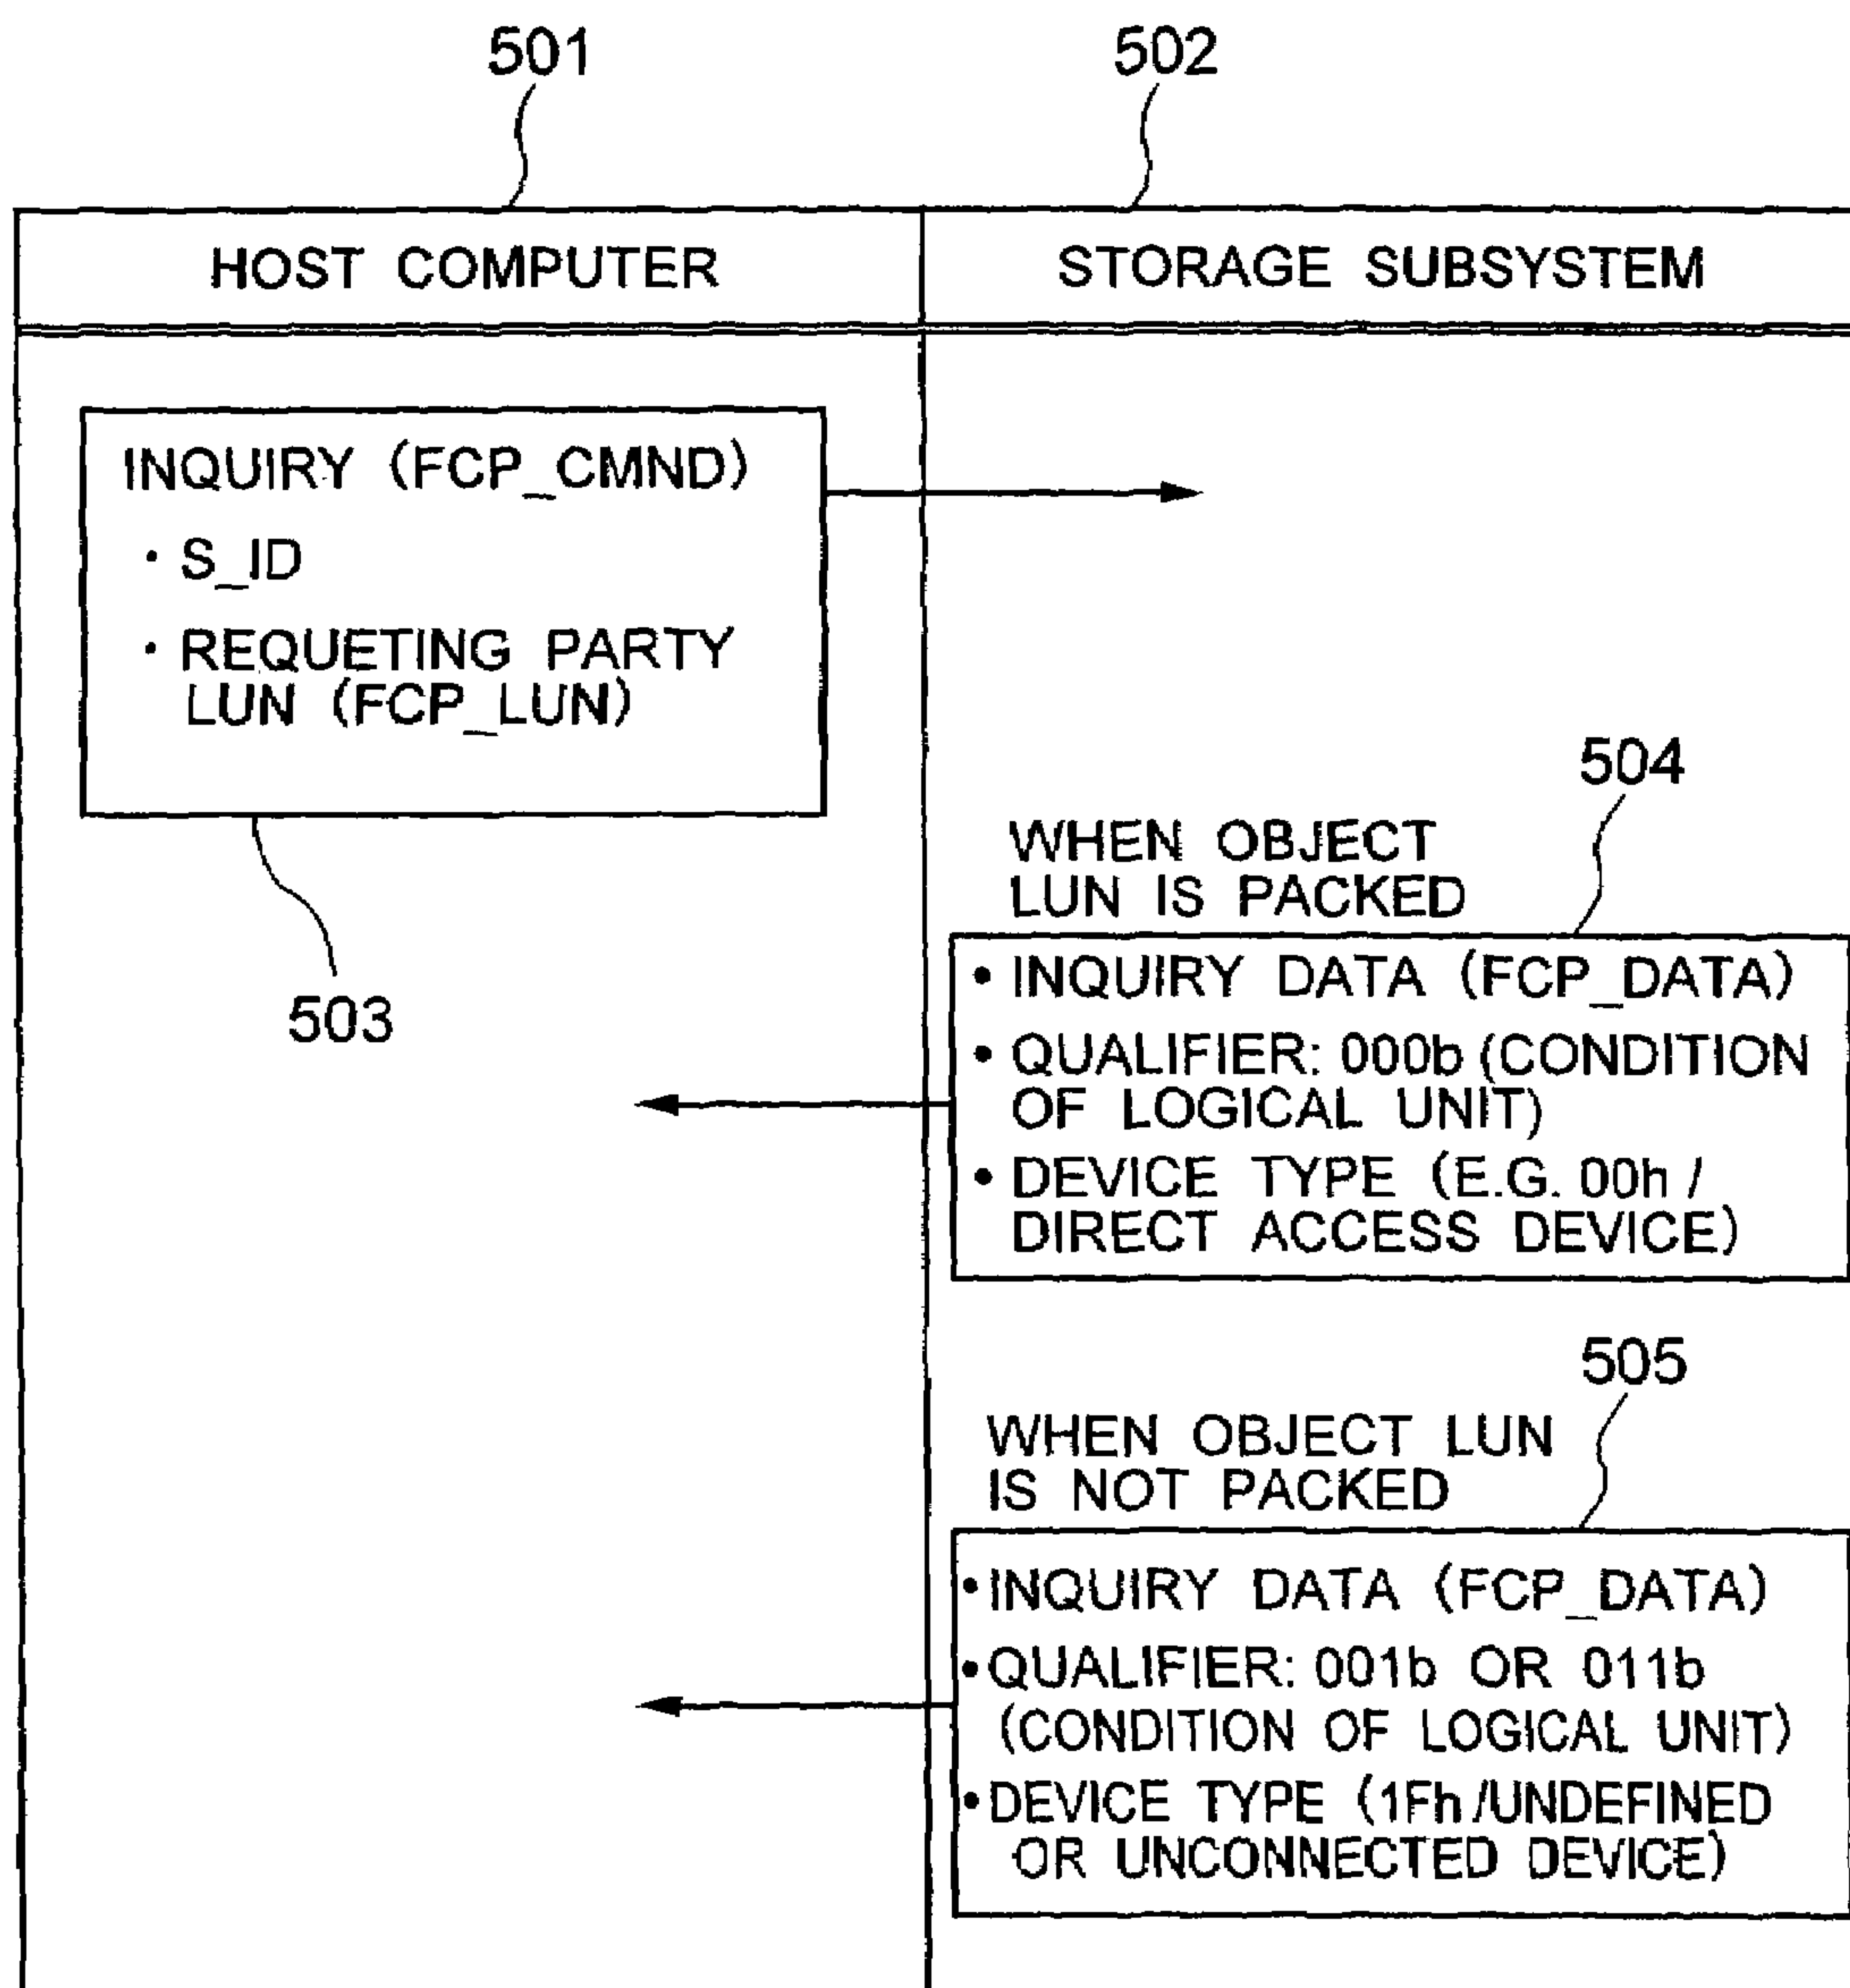 501
502
HOST COMPUTER
STORAGE SUBSYSTEM
INQUIRY (FCP_CMND)
· S_ID
· REQUETING PARTY
LUN (FCP_LUN)
503
504
WHEN OBJECT
LUN IS PACKED
• INQUIRY DATA (FCP_DATA)
• QUALIFIER: 000b (CONDITION
OF LOGICAL UNIT)
• DEVICE TYPE (E.G. 00h /
DIRECT ACCESS DEVICE)
505
WHEN OBJECT LUN
IS NOT PACKED
• INQUIRY DATA (FCP_DATA)
• QUALIFIER: 001b OR 011b
(CONDITION OF LOGICAL UNIT)
• DEVICE TYPE (1Fh /UNDEFINED
OR UNCONNECTED DEVICE)